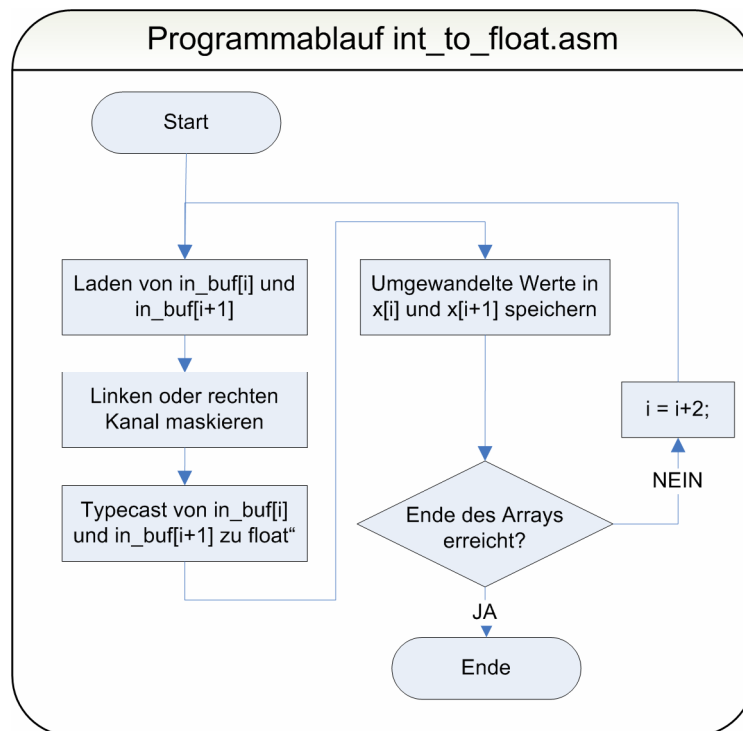 Programmablauf int_to_float.asm
Start
Laden von in_buf[i] und
in_buf[i+1]
Linken oder rechten
Kanal maskieren
Typecast von in_buf[i]
und in_buf[i+1] zu float“
Umgewandelte Werte in
x[i] und x[i+1] speichern
Ende des Arrays
erreicht?
NEIN
i = i+2;
JA
Ende